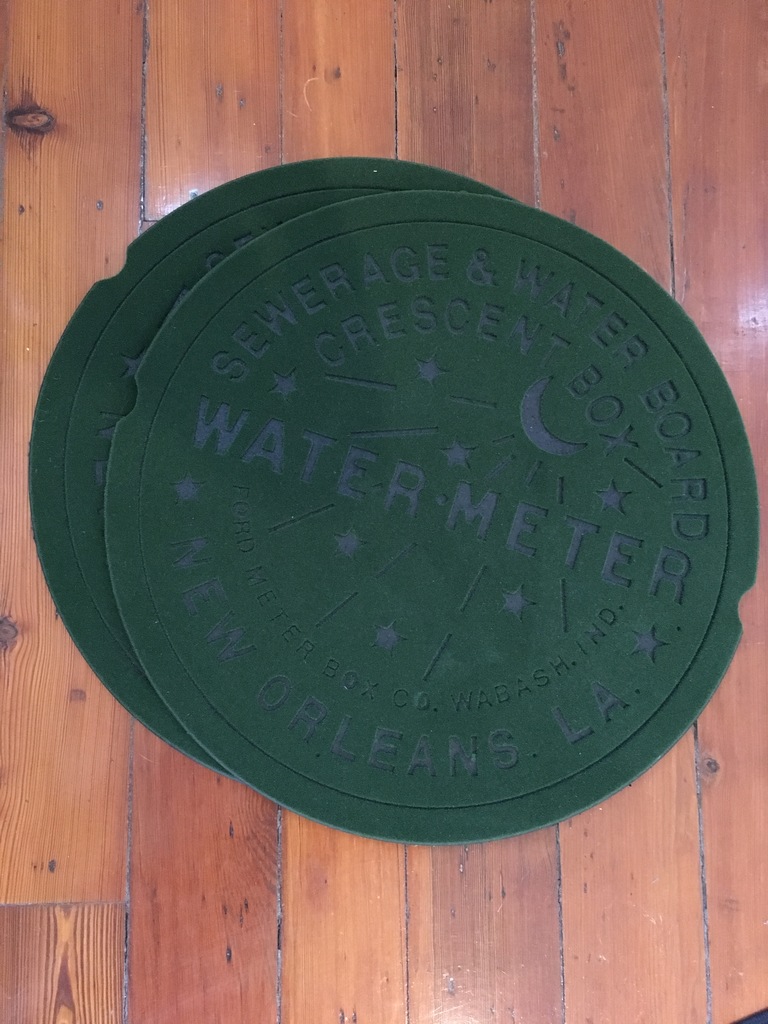 SEWERAGE & WATER BOARD
CRESCENT BOX
WATER·METER
FORD METER BOX CO. WABASH. IND.
NEW ORLEANS. LA.